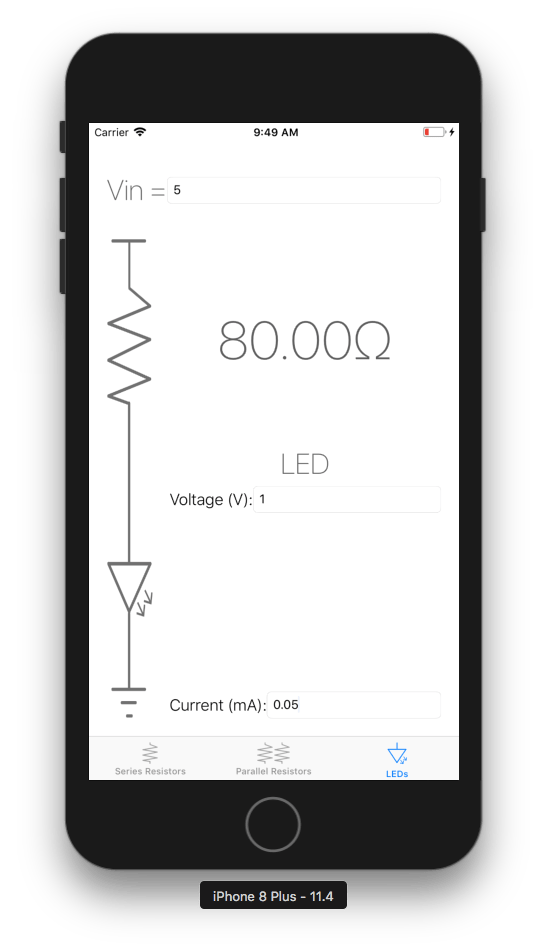 Carrier 9:49 AM
Vin = 5
80.00Ω
LED
Voltage (V): 1
Current (mA): 0.05
Series Resistors Parallel Resistors LEDs
iPhone 8 Plus - 11.4